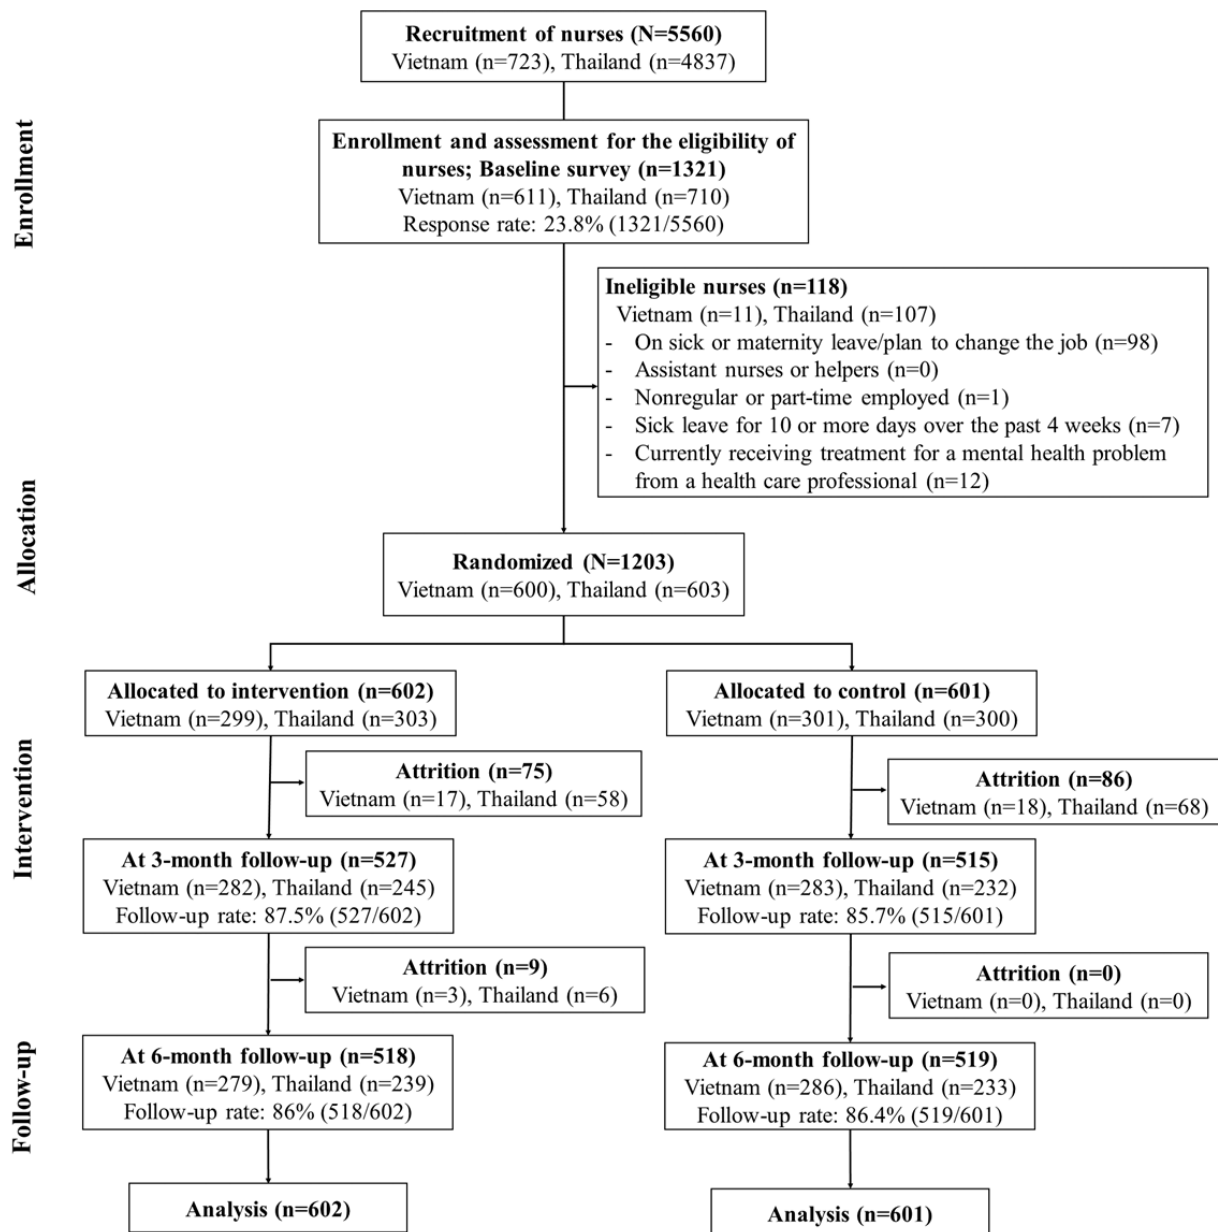 Recruitment of nurses (N=5560)
Vietnam (n=723), Thailand (n=4837)
Enrollment
Enrollment and assessment for the eligibility of
nurses; Baseline survey (n=1321)
Vietnam (n=611), Thailand (n=710)
Response rate: 23.8% (1321/5560)
Ineligible nurses (n=118)
Vietnam (n=11), Thailand (n=107)
- On sick or maternity leave/plan to change the job (n=98)
- Assistant nurses or helpers (n=0)
- Nonregular or part-time employed (n=1)
- Sick leave for 10 or more days over the past 4 weeks (n=7)
- Currently receiving treatment for a mental health problem
from a health care professional (n=12)
Allocation
Randomized (N=1203)
Vietnam (n=600), Thailand (n=603)
Allocated to intervention (n=602)
Vietnam (n=299), Thailand (n=303)
Allocated to control (n=601)
Vietnam (n=301), Thailand (n=300)
Intervention
Attrition (n=75)
Vietnam (n=17), Thailand (n=58)
Attrition (n=86)
Vietnam (n=18), Thailand (n=68)
At 3-month follow-up (n=527)
Vietnam (n=282), Thailand (n=245)
Follow-up rate: 87.5% (527/602)
At 3-month follow-up (n=515)
Vietnam (n=283), Thailand (n=232)
Follow-up rate: 85.7% (515/601)
Attrition (n=9)
Vietnam (n=3), Thailand (n=6)
Attrition (n=0)
Vietnam (n=0), Thailand (n=0)
Follow-up
At 6-month follow-up (n=518)
Vietnam (n=279), Thailand (n=239)
Follow-up rate: 86% (518/602)
At 6-month follow-up (n=519)
Vietnam (n=286), Thailand (n=233)
Follow-up rate: 86.4% (519/601)
Analysis (n=602)
Analysis (n=601)